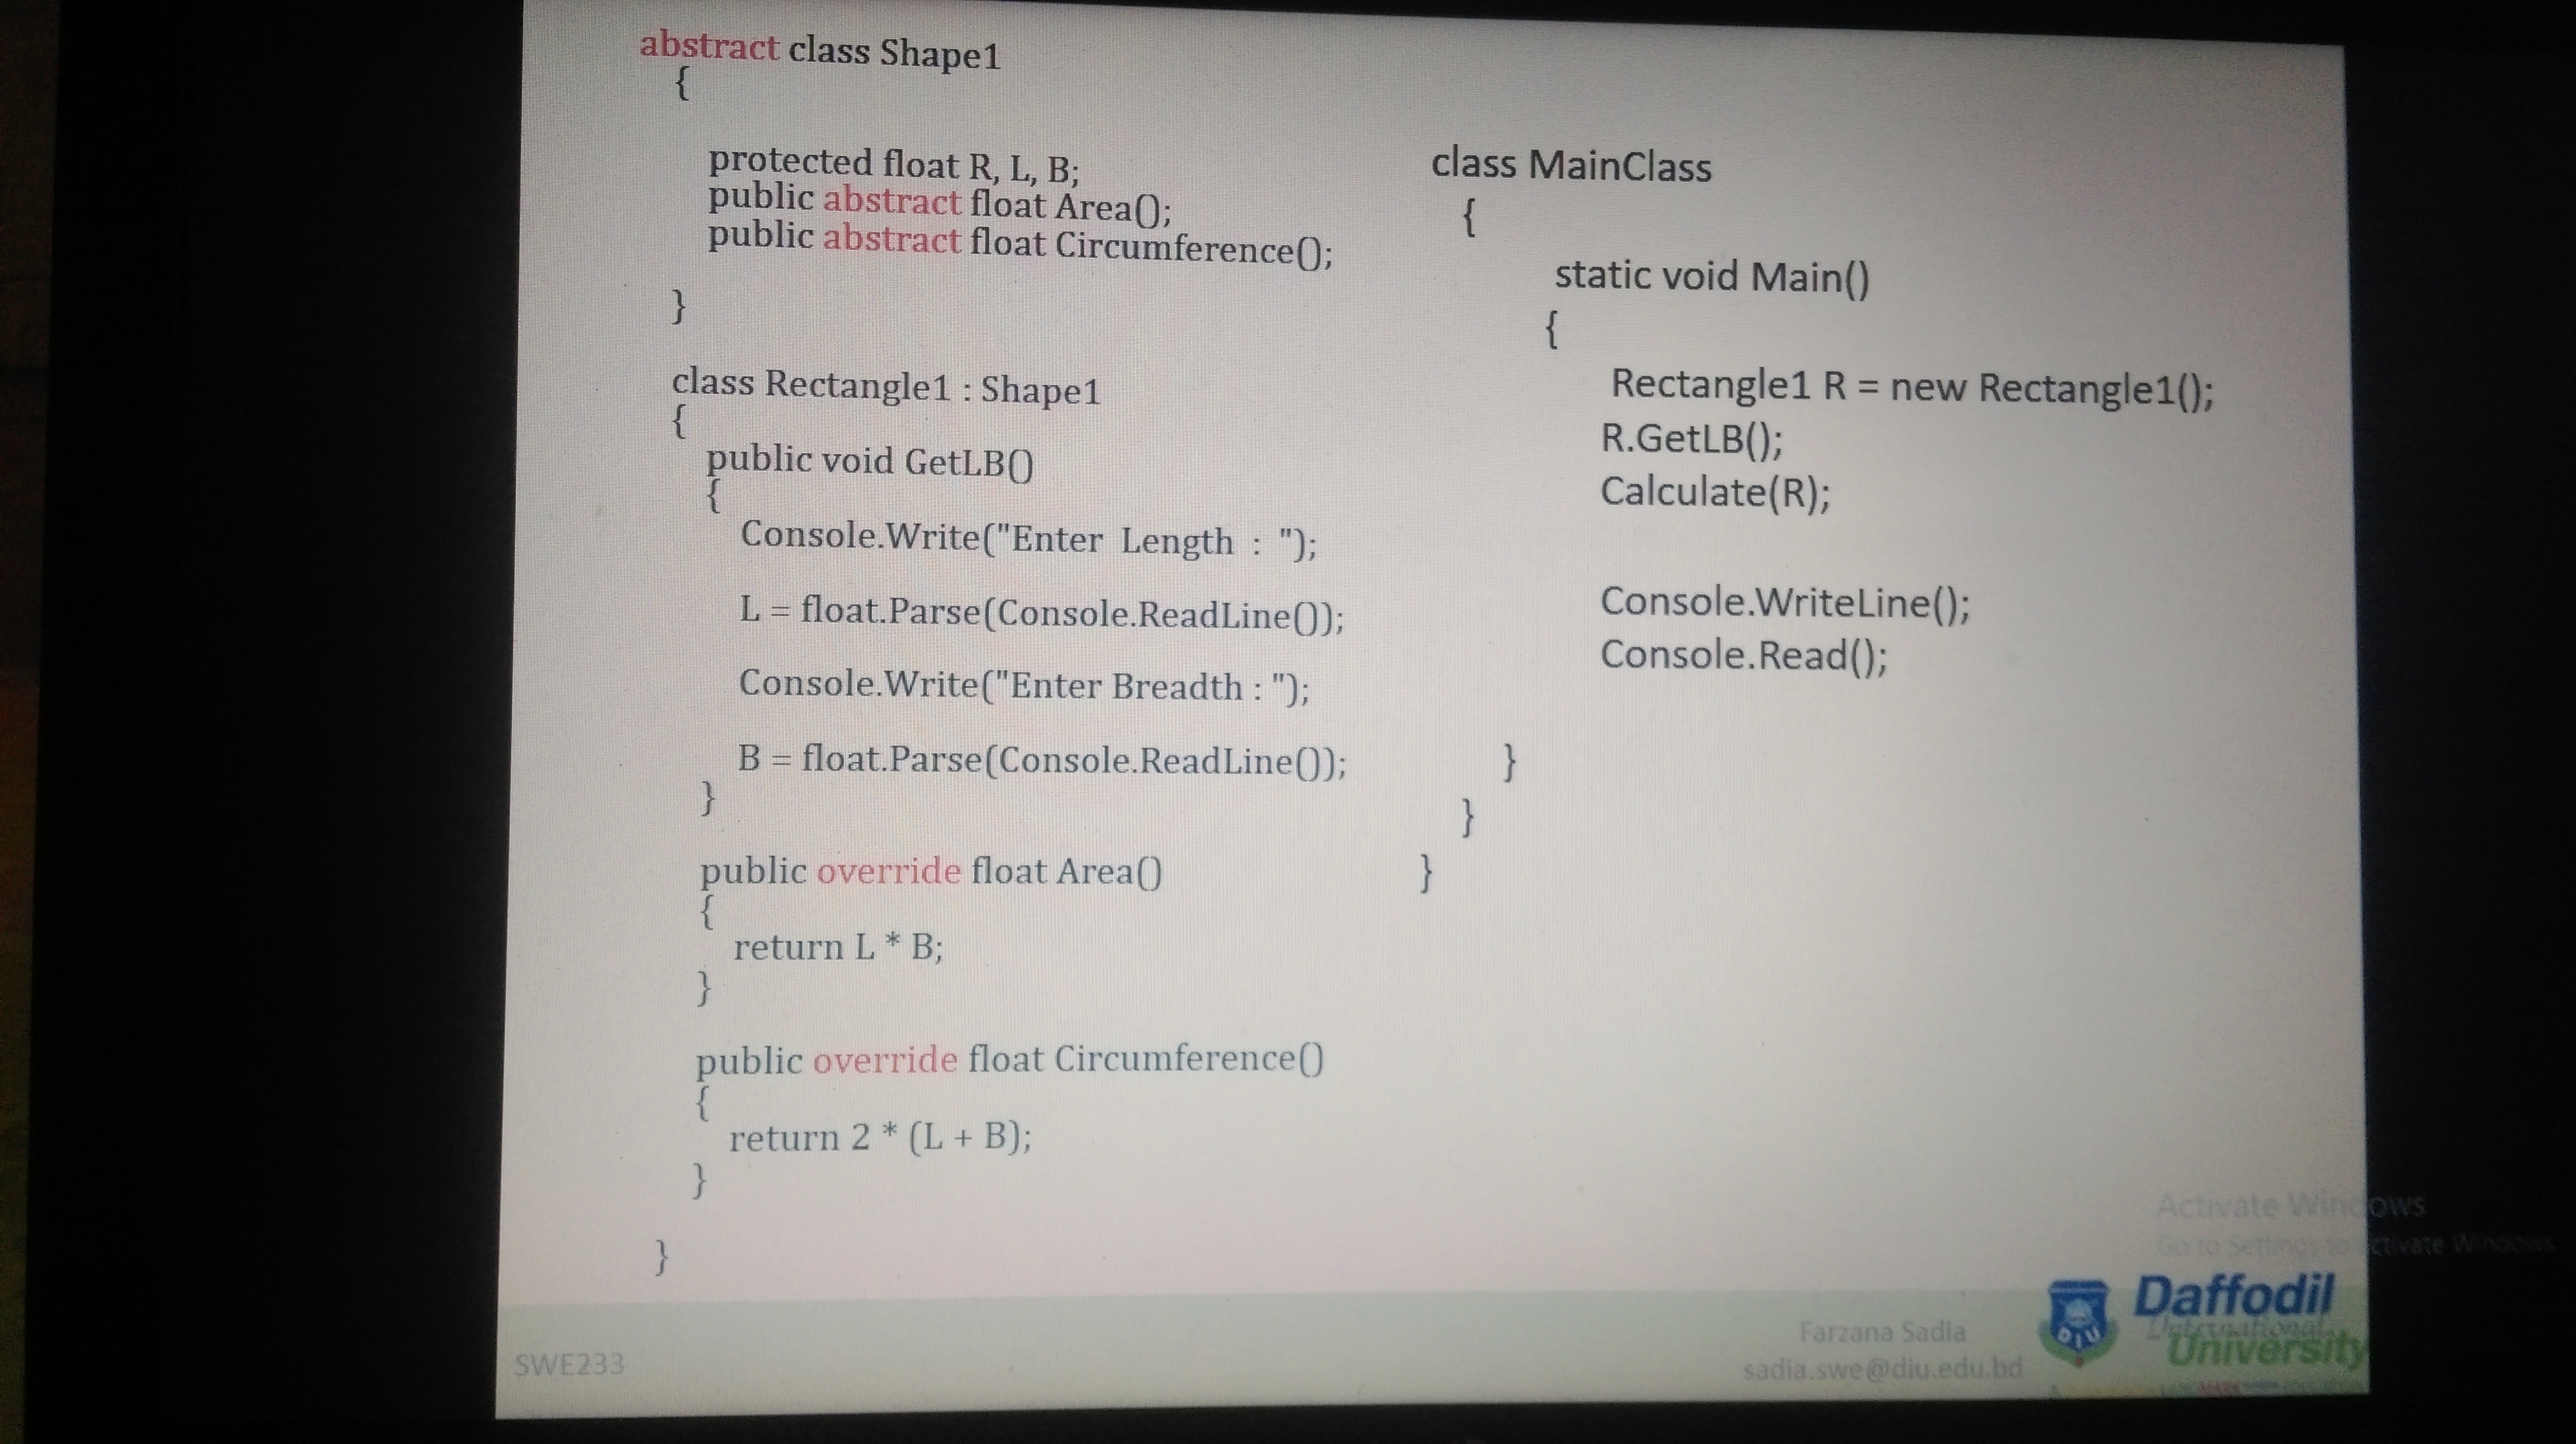 abstract class Shape1
{
protected float R, L, B;
public abstract float Area();
public abstract float Circumference();
}
class Rectangle1 : Shape1
{
public void GetLB()
{
Console.Write("Enter  Length  :  ");
L = float.Parse(Console.ReadLine());
Console.Write("Enter Breadth : ");
B = float.Parse(Console.ReadLine());
}
public override float Area()
{
return L * B;
}
public override float Circumference()
{
return 2 * (L + B);
}
}
class MainClass
{
static void Main()
{
Rectangle1 R = new Rectangle1();
R.GetLB();
Calculate(R);
Console.WriteLine();
Console.Read();
}
}
}
Activate Windows
Go to Settings to activate Windows
SWE233
Farzana Sadia
sadia.swe@diu.edu.bd
DIU
Daffodil
International
University